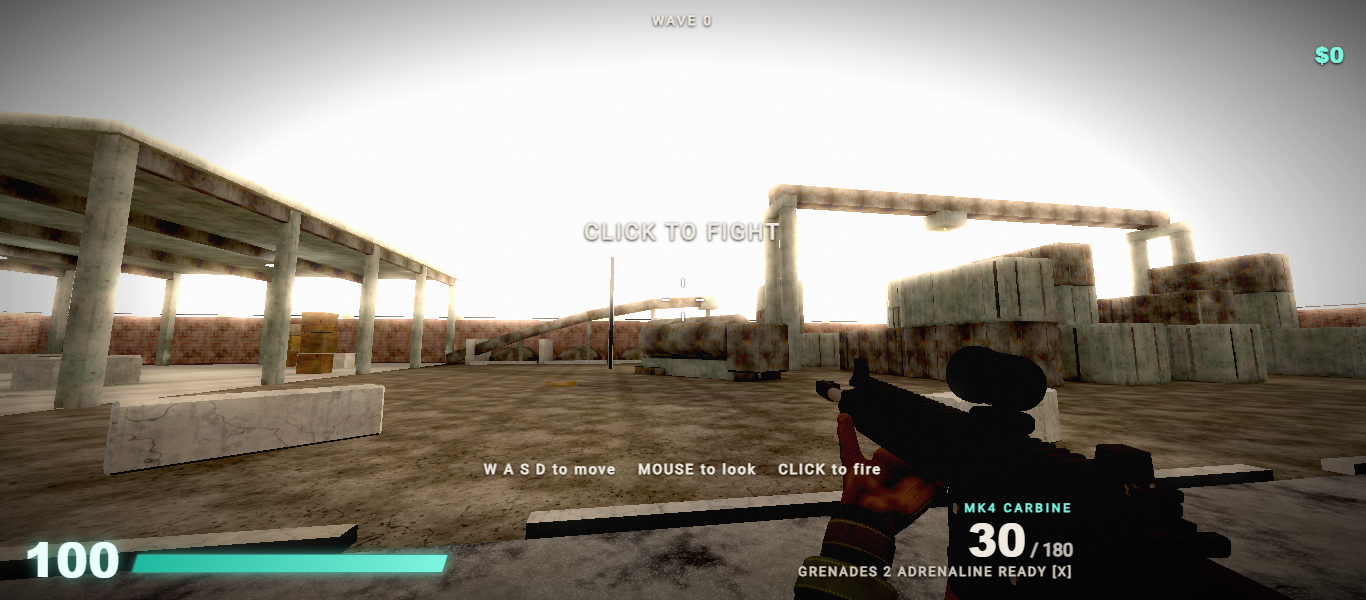 WAVE 0
$0
CLICK TO FIGHT
W A S D to move MOUSE to look CLICK to fire
MK4 CARBINE
100
30 / 180
GRENADES 2 ADRENALINE READY [X]